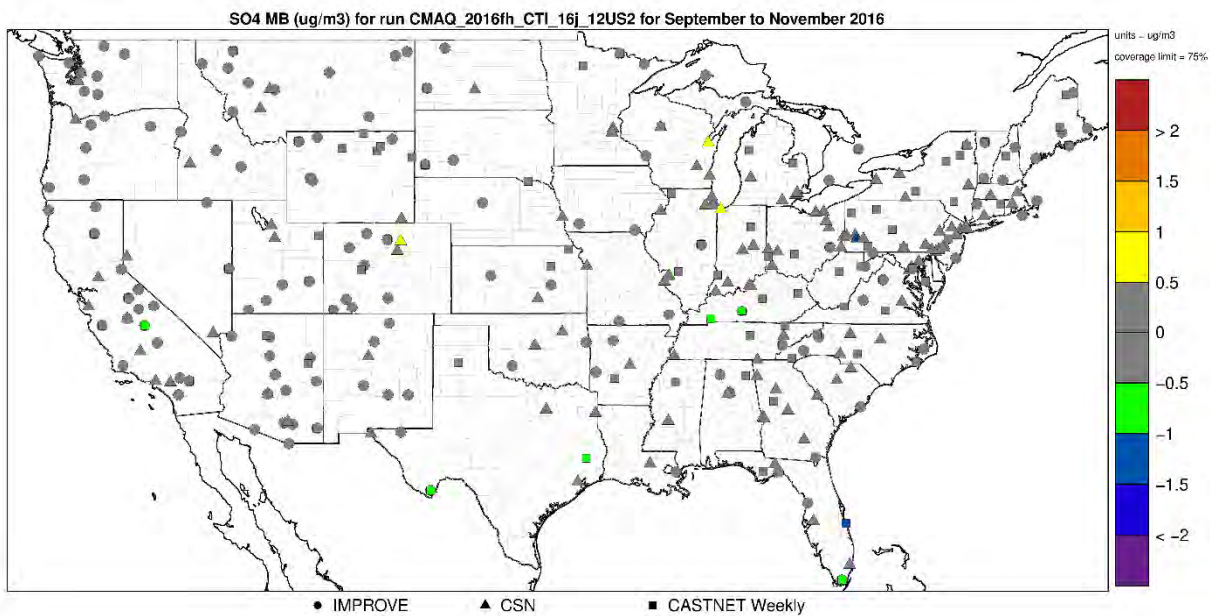 SO4 MB (ug/m3) for run CMAQ_2016fh_CTI_16j_12US2 for September to November 2016
units = ug/m3
coverage limit = 75%
> 2
1.5
1
0.5
0
−0.5
−1
−1.5
< −2
IMPROVE CSN CASTNET Weekly